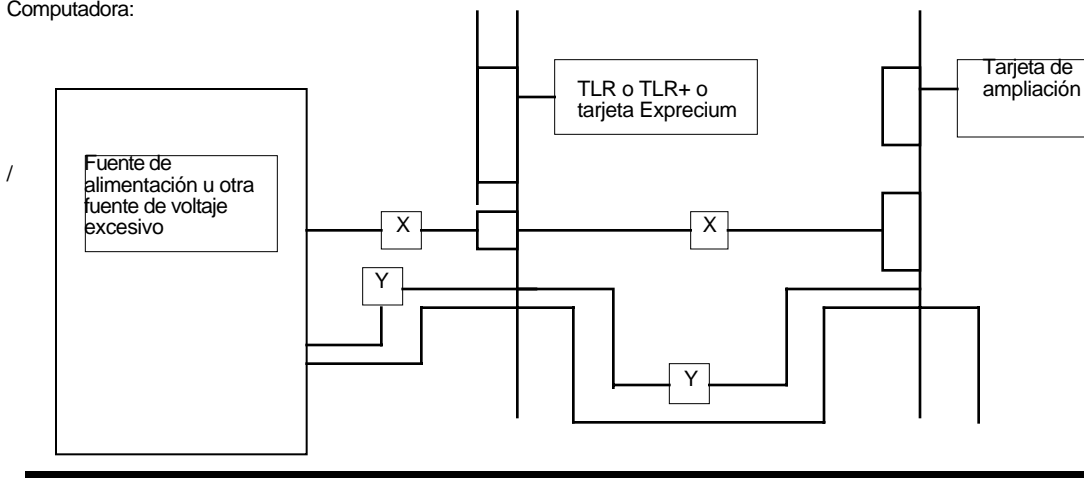 Computadora:
TLR o TLR+ o
tarjeta Exprecium
Tarjeta de
ampliación
/
Fuente de
alimentación u otra
fuente de voltaje
excesivo
X
X
Y
Y